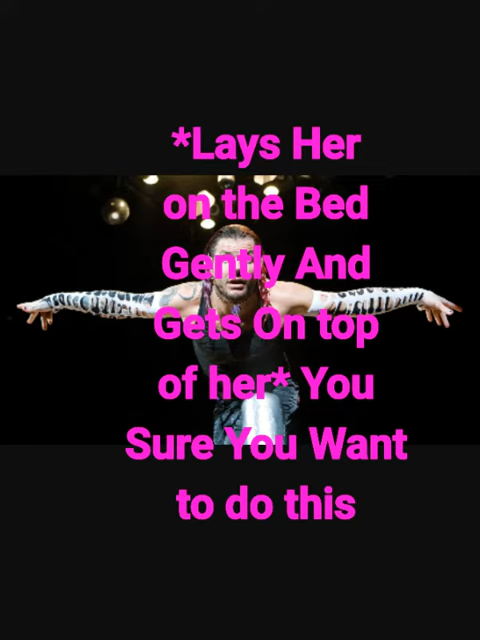 *Lays Her
on the Bed
Gently And
Gets On top
of her* You
Sure You Want
to do this